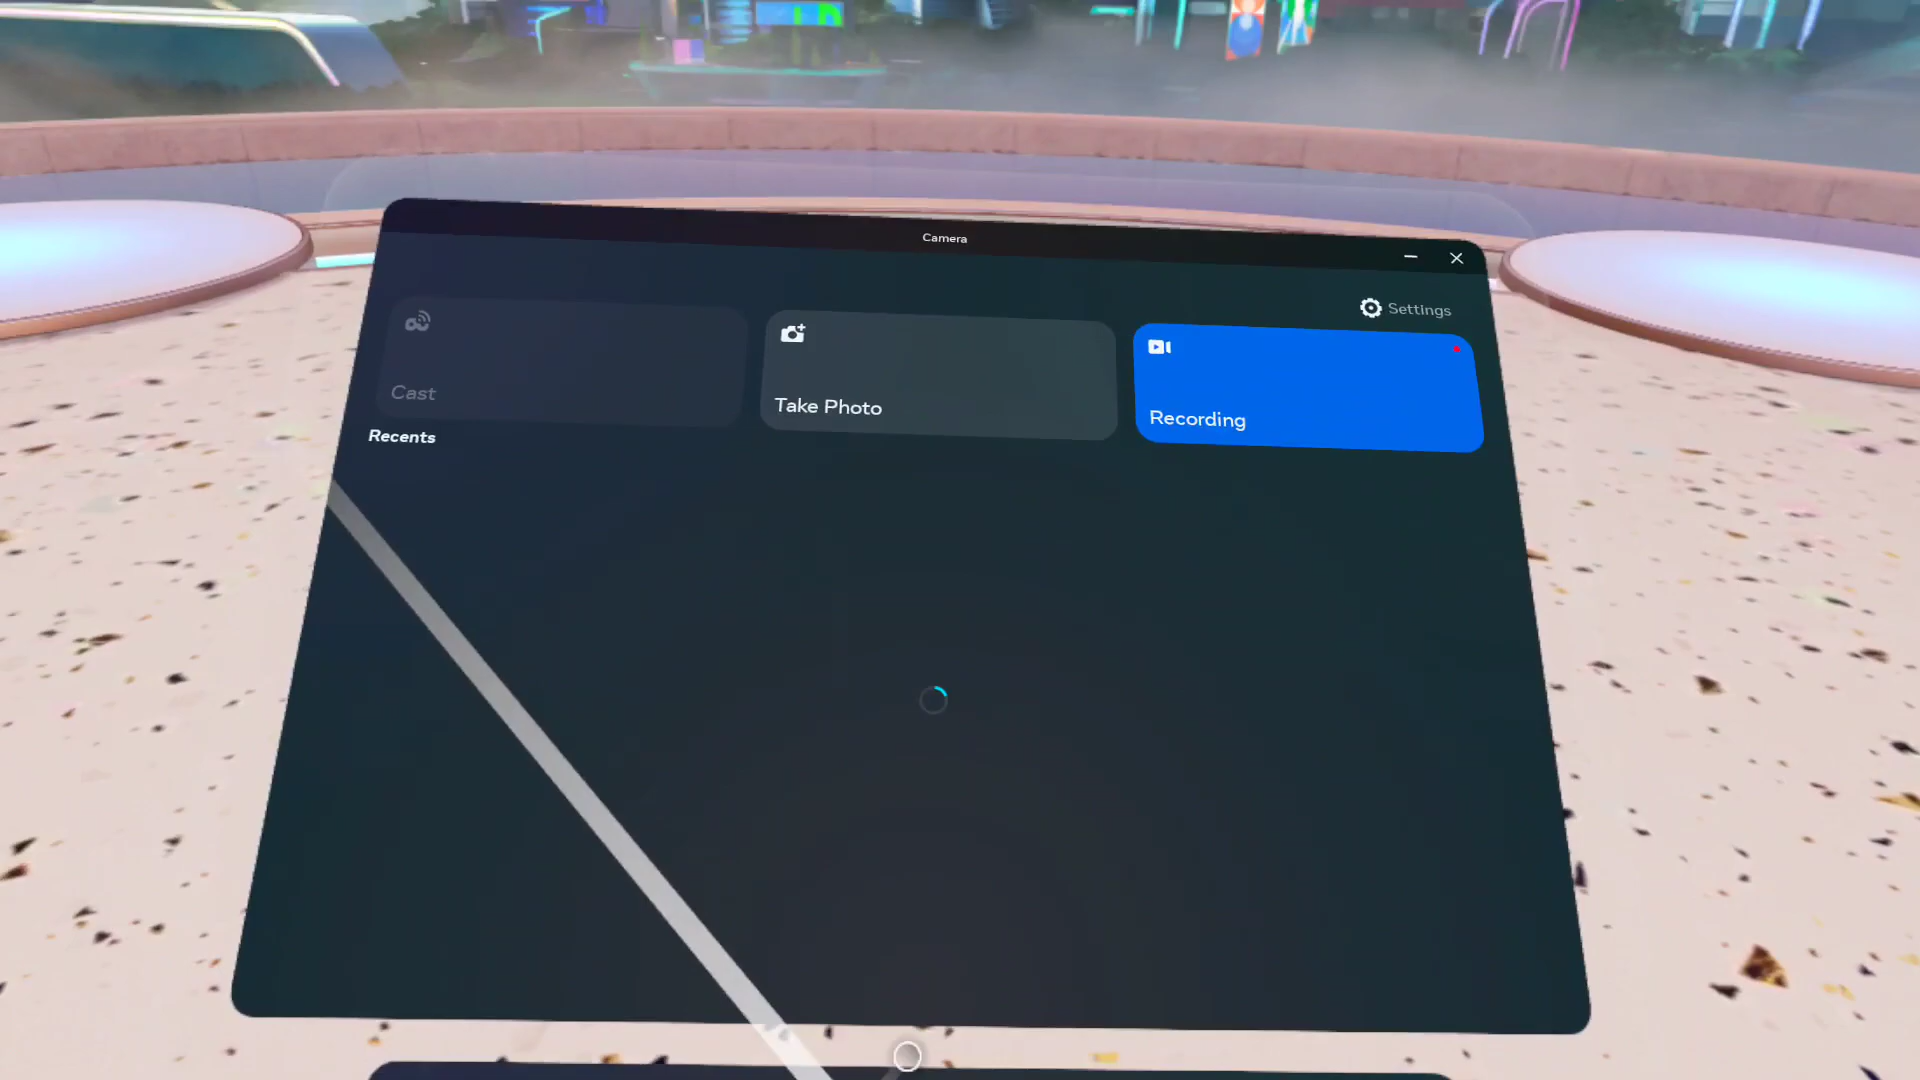 Camera
Settings
Cast
Take Photo
Recording
Recents